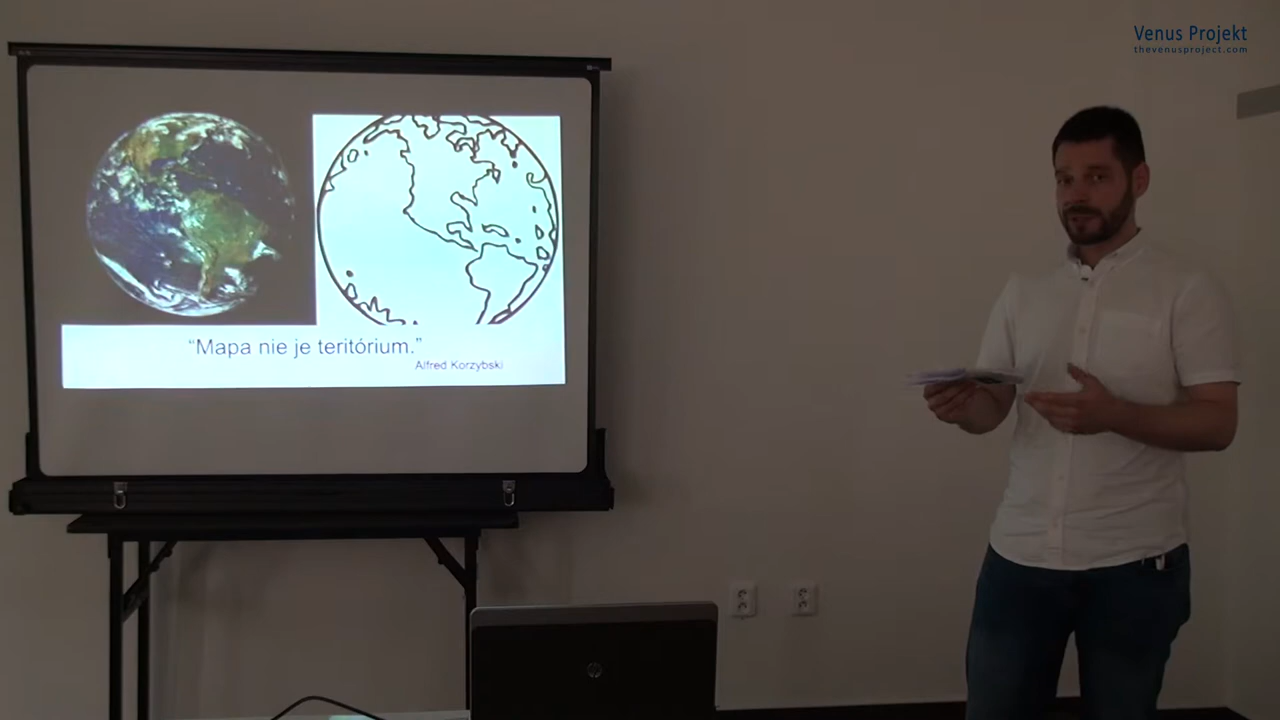 Venus Projekt
thevenusproject.com
“Mapa nie je teritórium.”
Alfred Korzybski